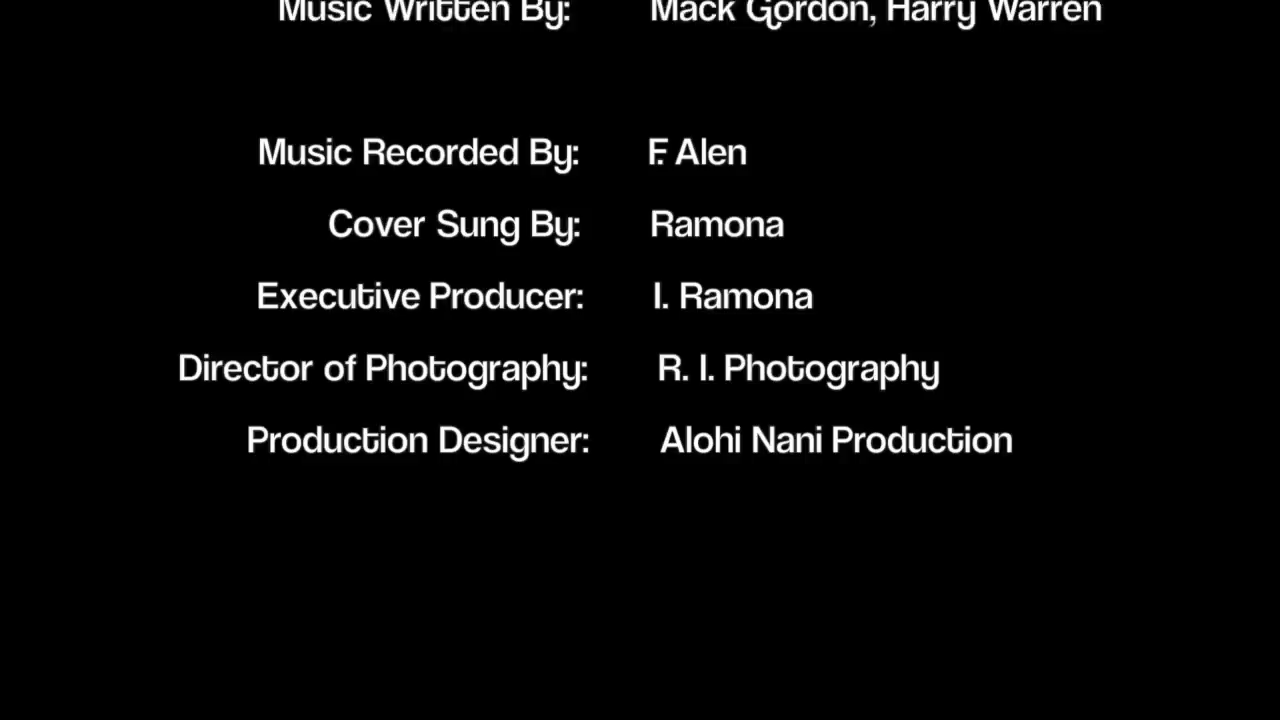 Music Written By: Mack Gordon, Harry Warren
Music Recorded By: F. Alen
Cover Sung By: Ramona
Executive Producer: I. Ramona
Director of Photography: R. I. Photography
Production Designer: Alohi Nani Production